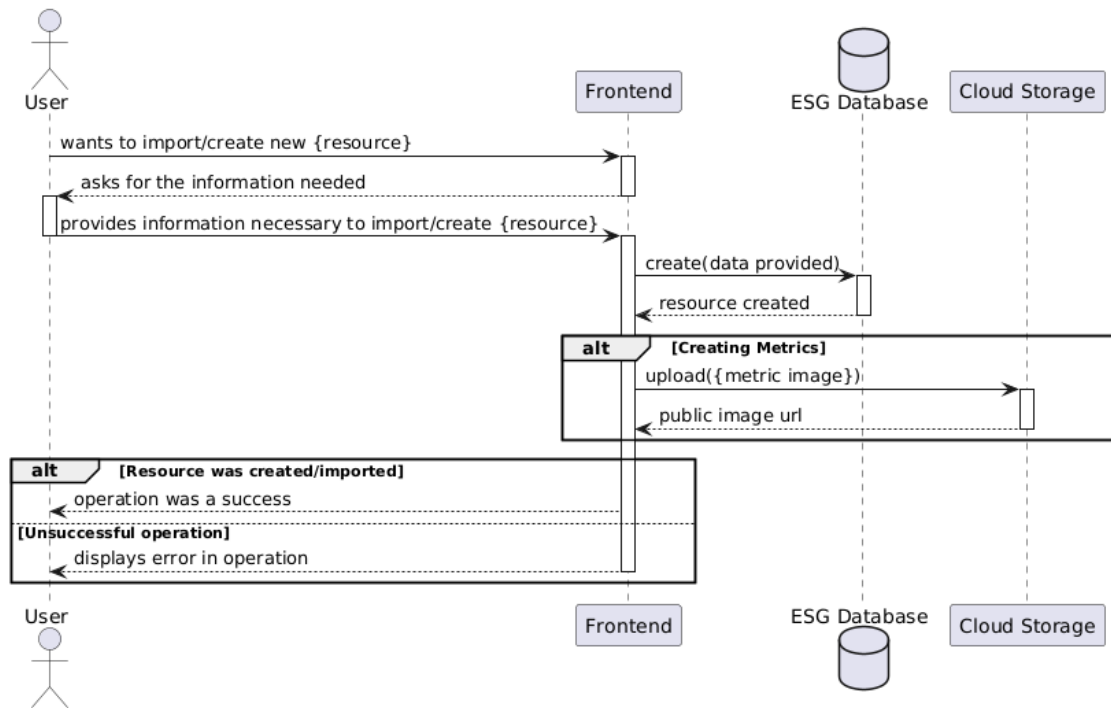 User
Frontend
ESG Database
Cloud Storage
wants to import/create new {resource}
asks for the information needed
provides information necessary to import/create {resource}
create(data provided)
resource created
alt [Creating Metrics]
upload({metric image})
public image url
alt [Resource was created/imported]
operation was a success
[Unsuccessful operation]
displays error in operation
User
Frontend
ESG Database
Cloud Storage